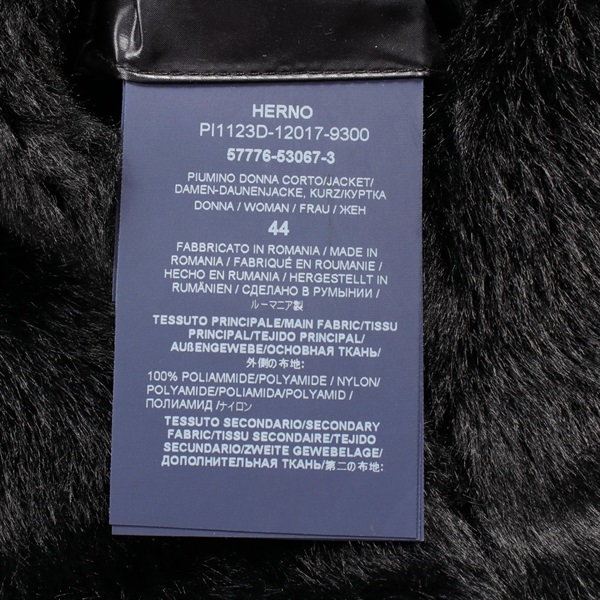 HERNO
PI1123D-12017-9300
57776-53067-3
PIUMINO DONNA CORTO/JACKET/
DAMEN-DAUNENJACKE, KURZ/КУРТКА
DONNA / WOMAN / FRAU / ЖЕН
44
FABBRICATO IN ROMANIA / MADE IN
ROMANIA / FABRIQUÉ EN ROUMANIE /
HECHO EN RUMANIA / HERGESTELLT IN
RUMÄNIEN / СДЕЛАНО В РУМЫНИИ /
ルーマニア製
TESSUTO PRINCIPALE/MAIN FABRIC/TISSU
PRINCIPAL/TEJIDO PRINCIPAL/
AUßENGEWEBE/ОСНОВНАЯ ТКАНЬ/
外側の布地:
100% POLIAMMIDE/POLYAMIDE / NYLON/
POLYAMIDE/POLIAMIDA/POLYAMID /
ПОЛИАМИД /ナイロン
TESSUTO SECONDARIO/SECONDARY
FABRIC/TISSU SECONDAIRE/TEJIDO
SECUNDARIO/ZWEITE GEWEBELAGE/
ДОПОЛНИТЕЛЬНАЯ ТКАНЬ/第二の布地: